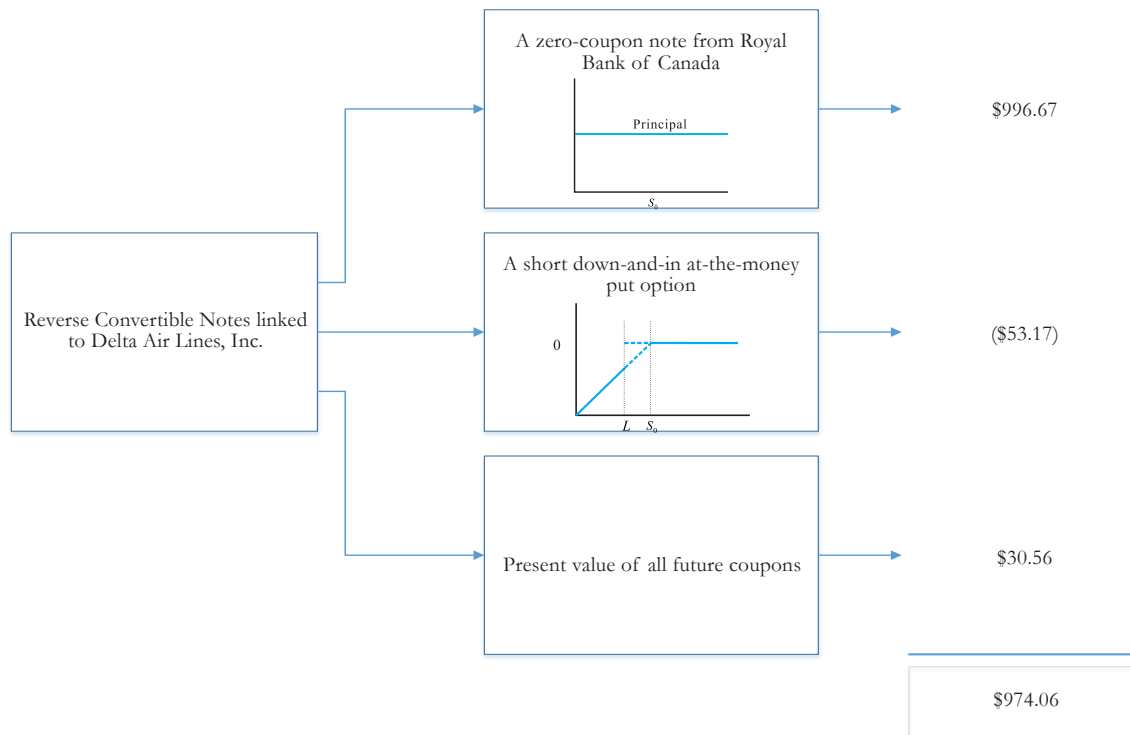 A zero-coupon note from Royal
Bank of Canada
Principal
S₀
$996.67
Reverse Convertible Notes linked
to Delta Air Lines, Inc.
A short down-and-in at-the-money
put option
0
L S₀
($53.17)
Present value of all future coupons
$30.56
$974.06